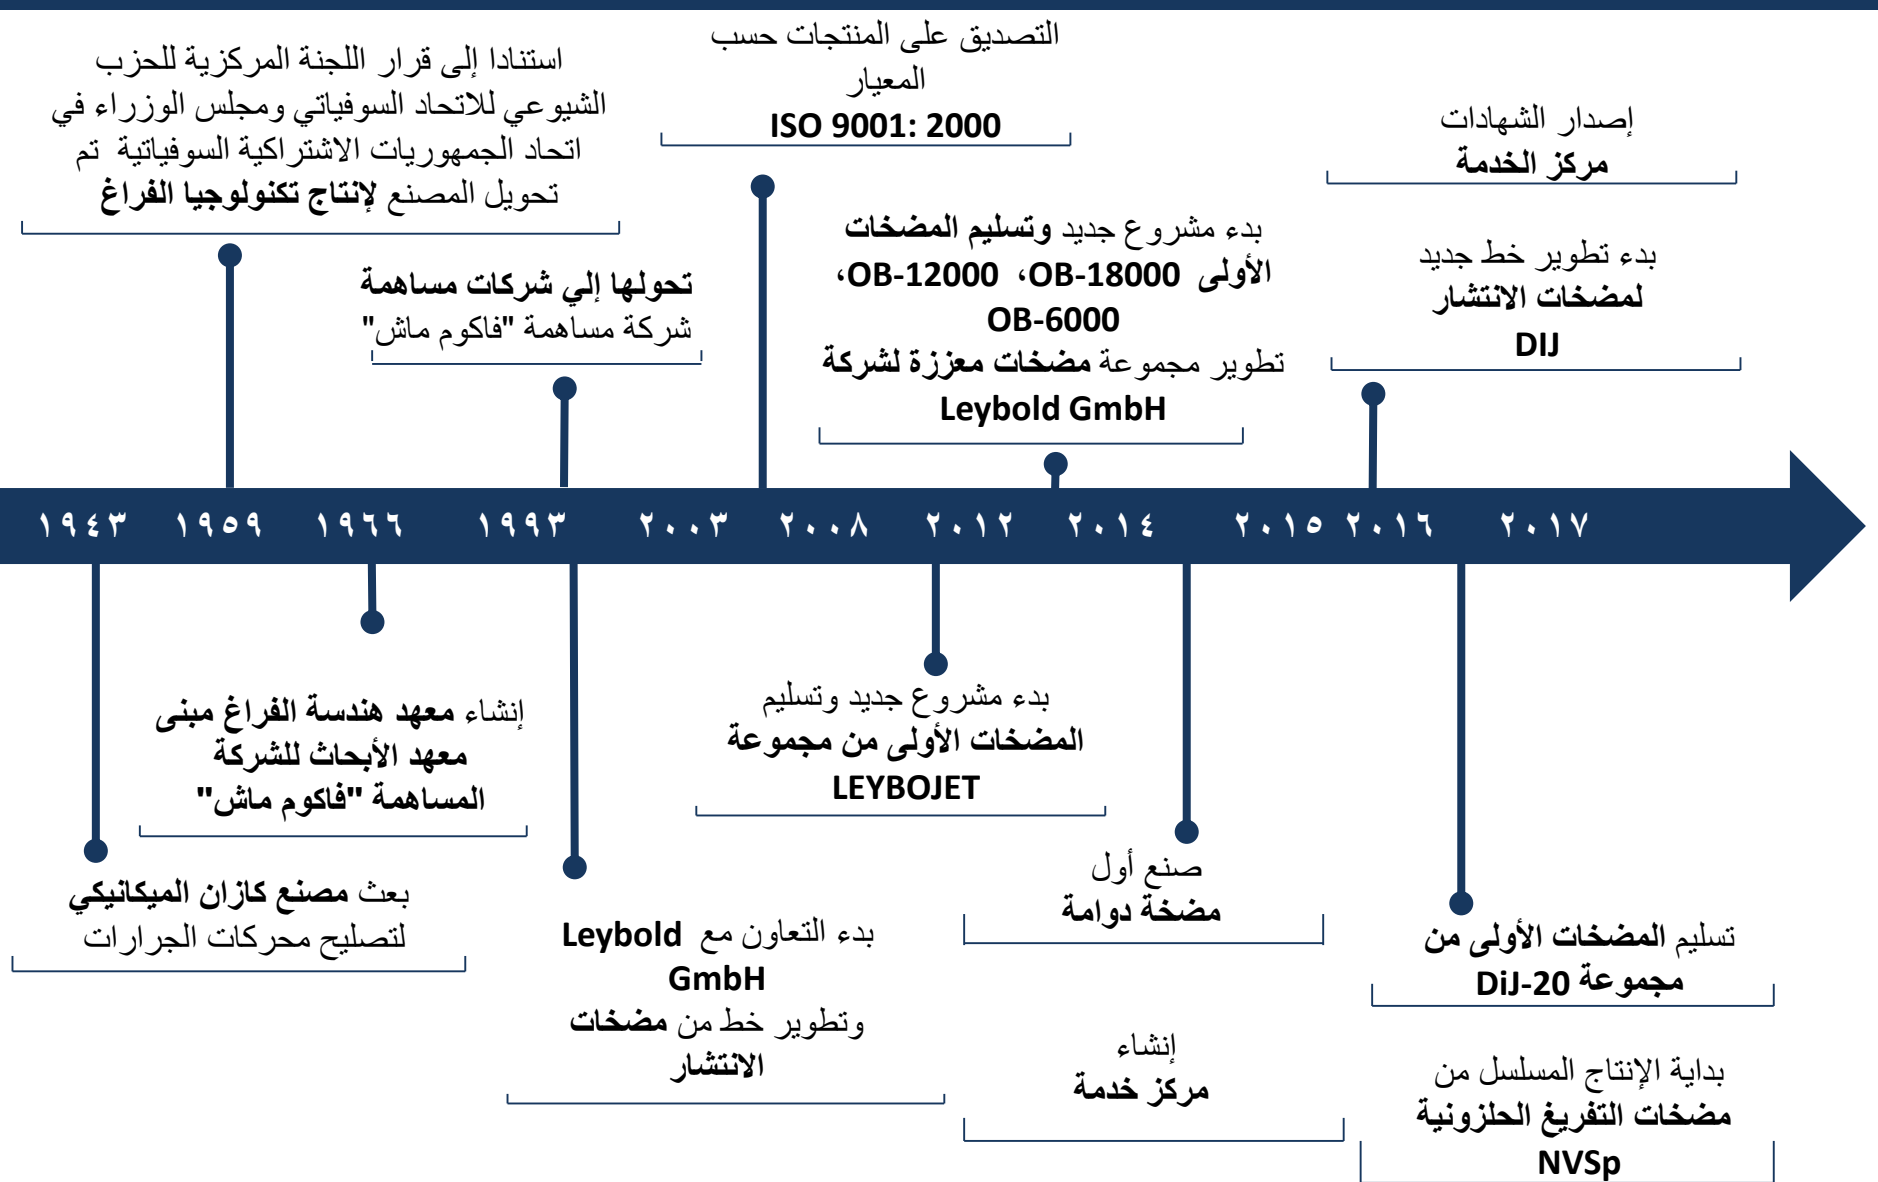 استنادا إلى قرار اللجنة المركزية للحزب
الشيوعي للاتحاد السوفياتي ومجلس الوزراء في
اتحاد الجمهوريات الاشتراكية السوفياتية تم
تحويل المصنع لإنتاج تكنولوجيا الفراغ
تحولها إلي شركات مساهمة
شركة مساهمة "فاكوم ماش"
التصديق على المنتجات حسب
المعيار
ISO 9001: 2000
بدء مشروع جديد وتسليم المضخات
الأولى OB-18000، OB-12000،
OB-6000
تطوير مجموعة مضخات معززة لشركة
Leybold GmbH
إصدار الشهادات
مركز الخدمة
بدء تطوير خط جديد
لمضخات الانتشار
DIJ
١٩٤٣ ١٩٥٩ ١٩٦٦ ١٩٩٣ ٢٠٠٣ ٢٠٠٨ ٢٠١٢ ٢٠١٤ ٢٠١٥ ٢٠١٦ ٢٠١٧
بعث مصنع كازان الميكانيكي
لتصليح محركات الجرارات
إنشاء معهد هندسة الفراغ مبنى
معهد الأبحاث للشركة
المساهمة "فاكوم ماش"
بدء التعاون مع Leybold
GmbH
وتطوير خط من مضخات
الانتشار
بدء مشروع جديد وتسليم
المضخات الأولى من مجموعة
LEYBOJET
صنع أول
مضخة دوامة
إنشاء
مركز خدمة
تسليم المضخات الأولى من
مجموعة DiJ-20
بداية الإنتاج المسلسل من
مضخات التفريغ الحلزونية
NVSp